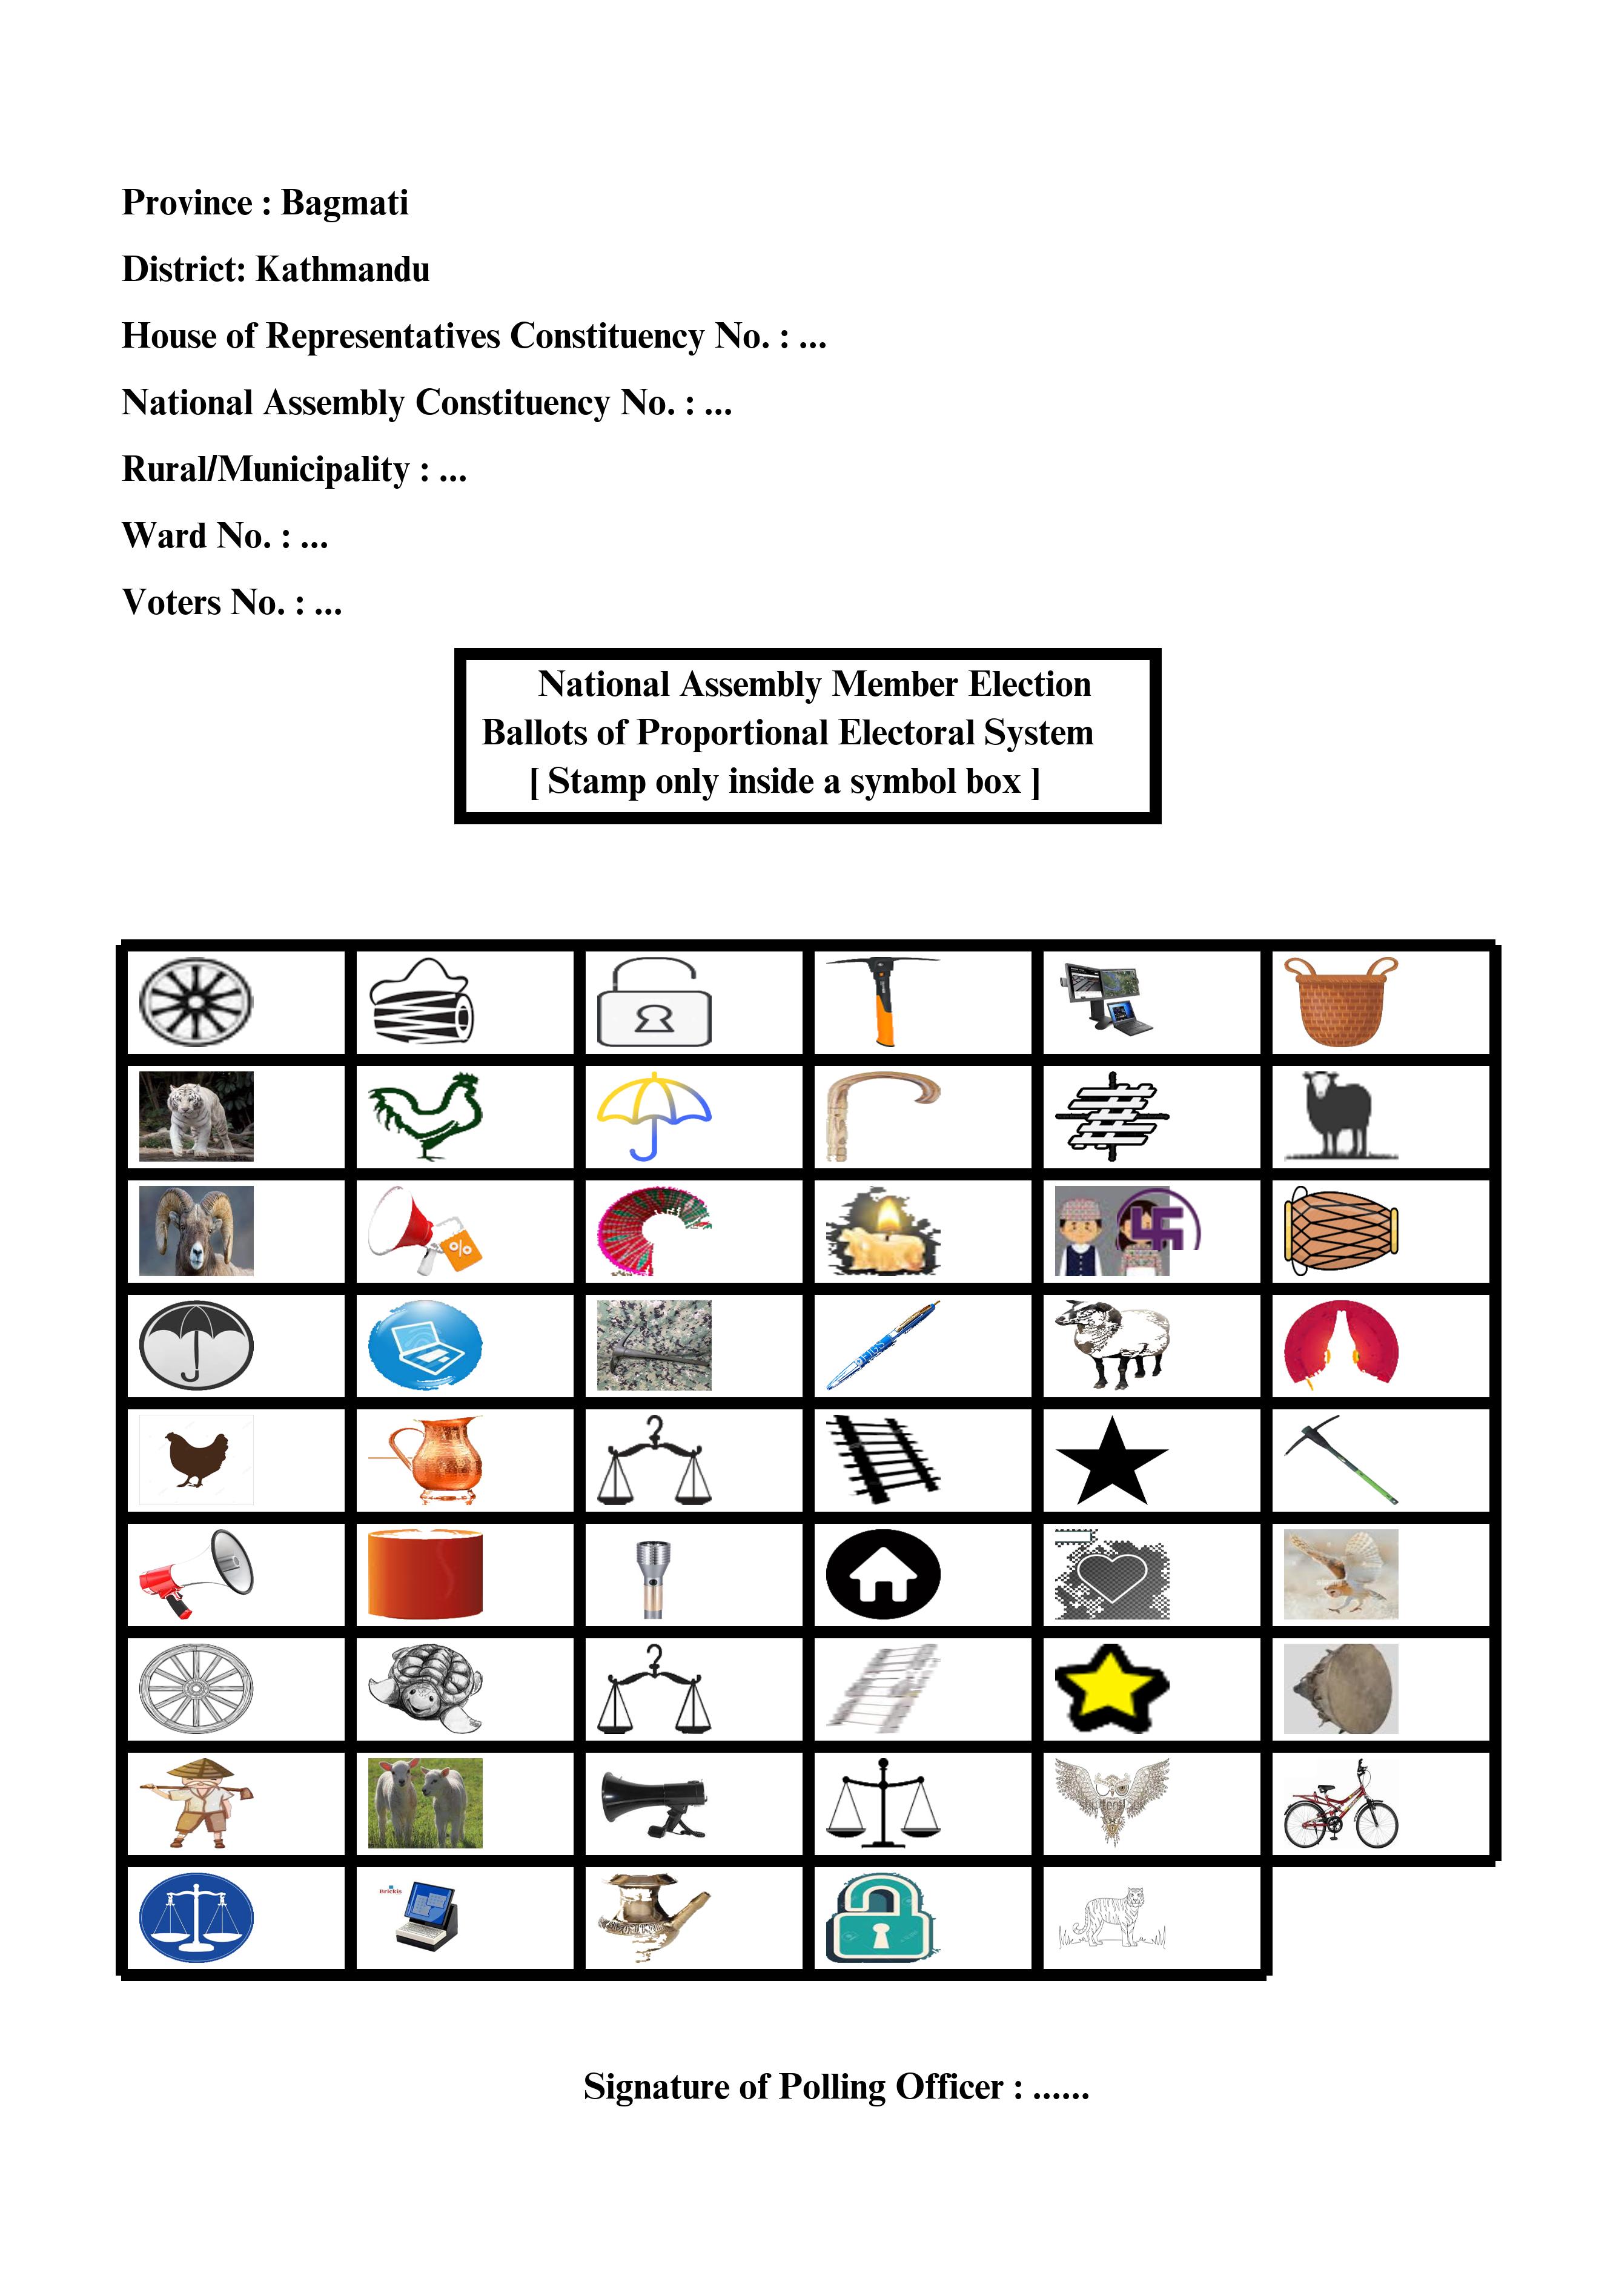 Province : Bagmati
District: Kathmandu
House of Representatives Constituency No. : ...
National Assembly Constituency No. : ...
Rural/Municipality : ...
Ward No. : ...
Voters No. : ...
National Assembly Member Election
Ballots of Proportional Electoral System
[ Stamp only inside a symbol box ]
%
Brickis
Signature of Polling Officer : ......